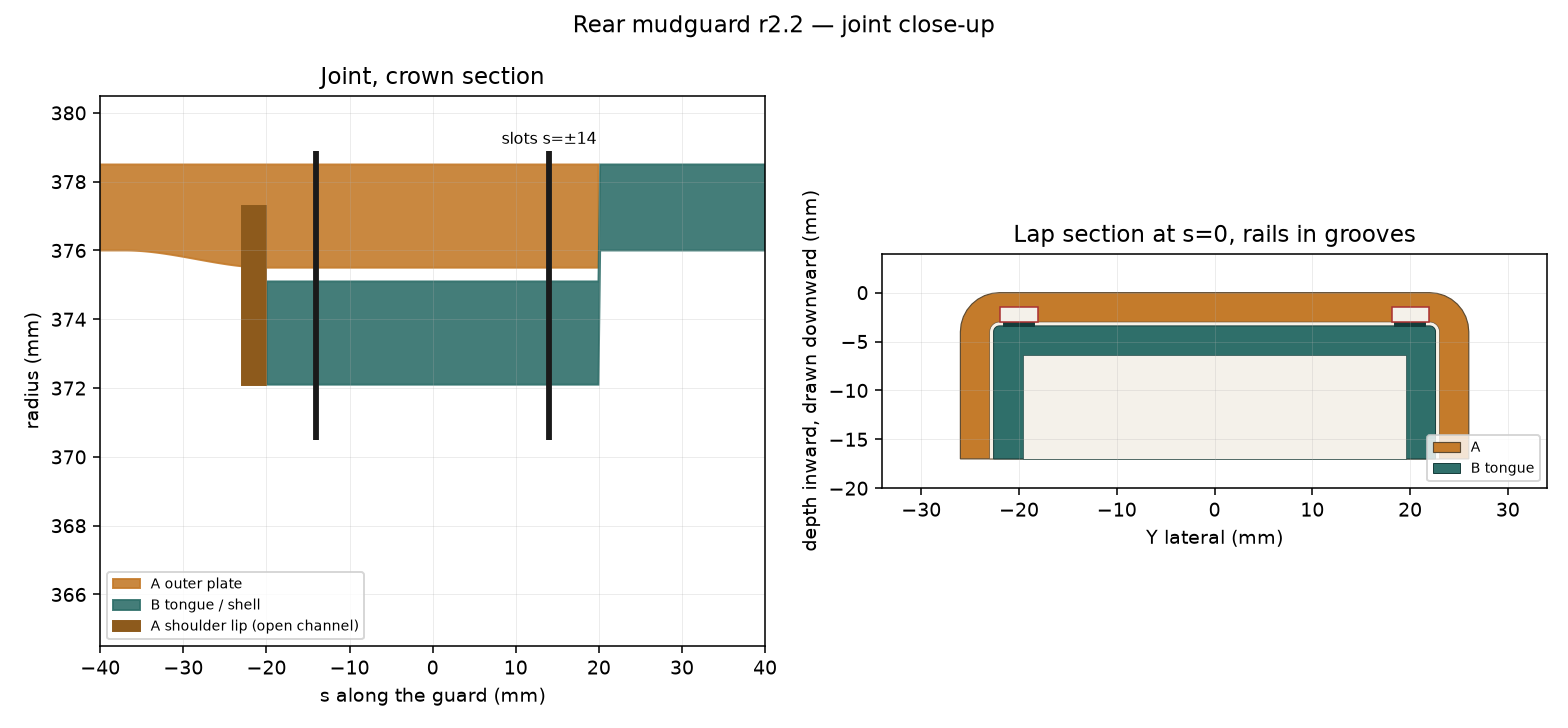 Rear mudguard r2.2 — joint close-up
Joint, crown section
380
378
376
374
372
370
368
366
radius (mm)
slots s=±14
A outer plate
B tongue / shell
A shoulder lip (open channel)
−40
−30
−20
−10
0
10
20
30
40
s along the guard (mm)
Lap section at s=0, rails in grooves
0
−5
−10
−15
−20
depth inward, drawn downward (mm)
A
B tongue
−30
−20
−10
0
10
20
30
Y lateral (mm)